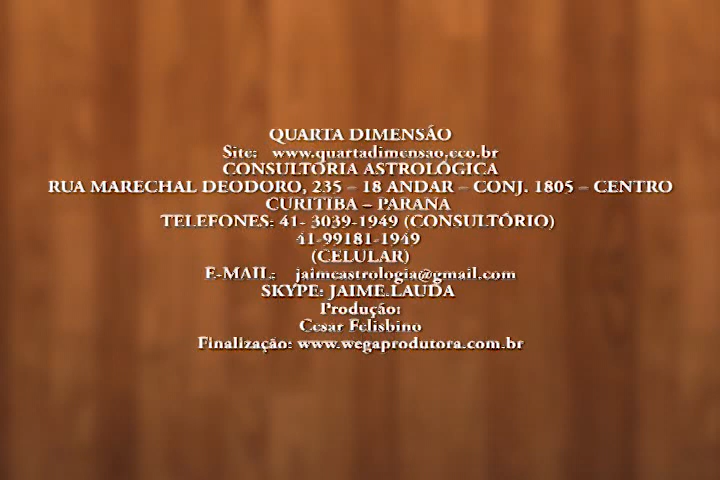 QUARTA DIMENSÃO
Site: www.quartadimensao.eco.br
CONSULTORIA ASTROLÓGICA
RUA MARECHAL DEODORO, 235 – 18 ANDAR – CONJ. 1805 – CENTRO
CURITIBA – PARANA
TELEFONES: 41- 3039-1949 (CONSULTÓRIO)
41-99181-1949
(CELULAR)
E-MAIL: jaimeastrologia@gmail.com
SKYPE: JAIME.LAUDA
Produção:
Cesar Felisbino
Finalização: www.wegaprodutora.com.br